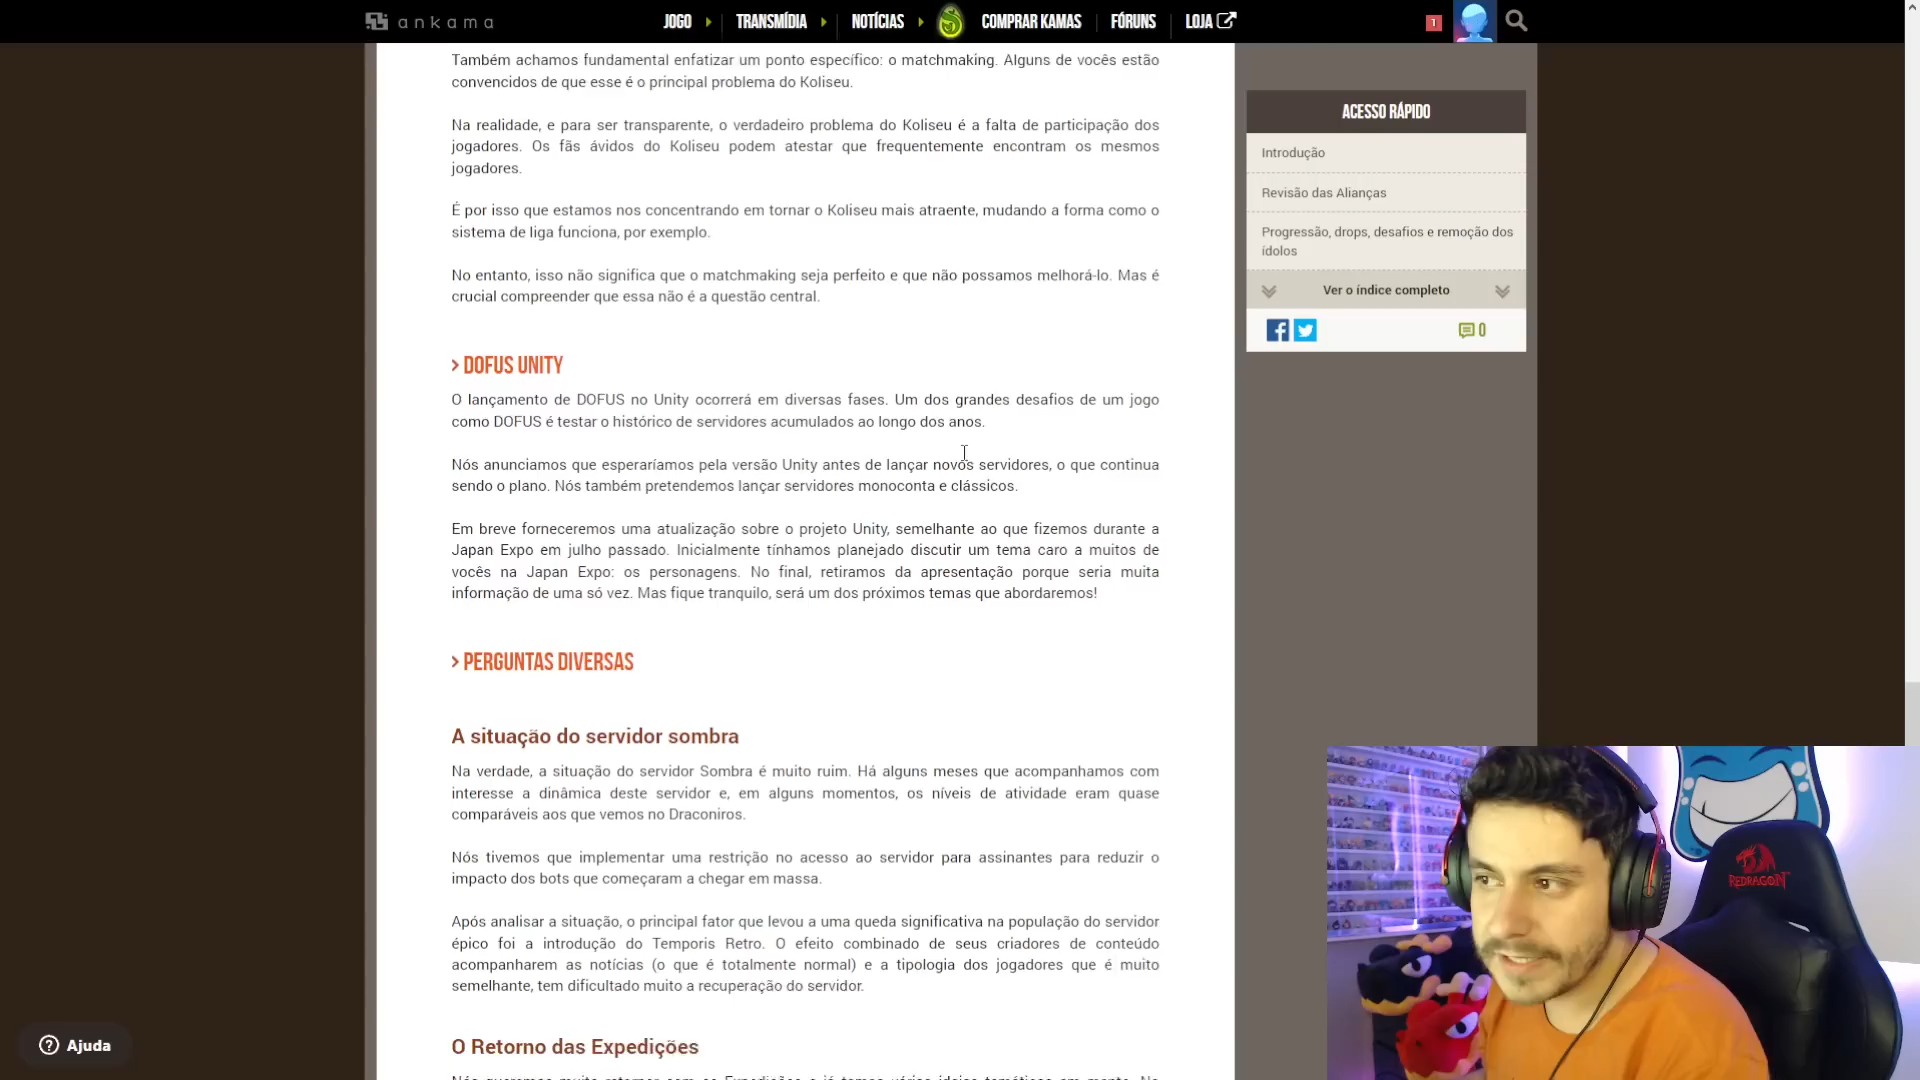 ankama
JOGO
TRANSMÍDIA
NOTÍCIAS
COMPRAR KAMAS
FÓRUNS
LOJA
1
Também achamos fundamental enfatizar um ponto específico: o matchmaking. Alguns de vocês estão
convencidos de que esse é o principal problema do Koliseu.
Na realidade, e para ser transparente, o verdadeiro problema do Koliseu é a falta de participação dos
jogadores. Os fãs ávidos do Koliseu podem atestar que frequentemente encontram os mesmos
jogadores.
É por isso que estamos nos concentrando em tornar o Koliseu mais atraente, mudando a forma como o
sistema de liga funciona, por exemplo.
No entanto, isso não significa que o matchmaking seja perfeito e que não possamos melhorá-lo. Mas é
crucial compreender que essa não é a questão central.
> DOFUS UNITY
O lançamento de DOFUS no Unity ocorrerá em diversas fases. Um dos grandes desafios de um jogo
como DOFUS é testar o histórico de servidores acumulados ao longo dos anos.
Nós anunciamos que esperaríamos pela versão Unity antes de lançar novos servidores, o que continua
sendo o plano. Nós também pretendemos lançar servidores monoconta e clássicos.
Em breve forneceremos uma atualização sobre o projeto Unity, semelhante ao que fizemos durante a
Japan Expo em julho passado. Inicialmente tínhamos planejado discutir um tema caro a muitos de
vocês na Japan Expo: os personagens. No final, retiramos da apresentação porque seria muita
informação de uma só vez. Mas fique tranquilo, será um dos próximos temas que abordaremos!
> PERGUNTAS DIVERSAS
A situação do servidor sombra
Na verdade, a situação do servidor Sombra é muito ruim. Há alguns meses que acompanhamos com
interesse a dinâmica deste servidor e, em alguns momentos, os níveis de atividade eram quase
comparáveis aos que vemos no Draconiros.
Nós tivemos que implementar uma restrição no acesso ao servidor para assinantes para reduzir o
impacto dos bots que começaram a chegar em massa.
Após analisar a situação, o principal fator que levou a uma queda significativa na população do servidor
épico foi a introdução do Temporis Retro. O efeito combinado de seus criadores de conteúdo
acompanharem as notícias (o que é totalmente normal) e a tipologia dos jogadores que é muito
semelhante, tem dificultado muito a recuperação do servidor.
O Retorno das Expedições
ACESSO RÁPIDO
Introdução
Revisão das Alianças
Progressão, drops, desafios e remoção dos
ídolos
Ver o índice completo
0
Ajuda
REDRAGON